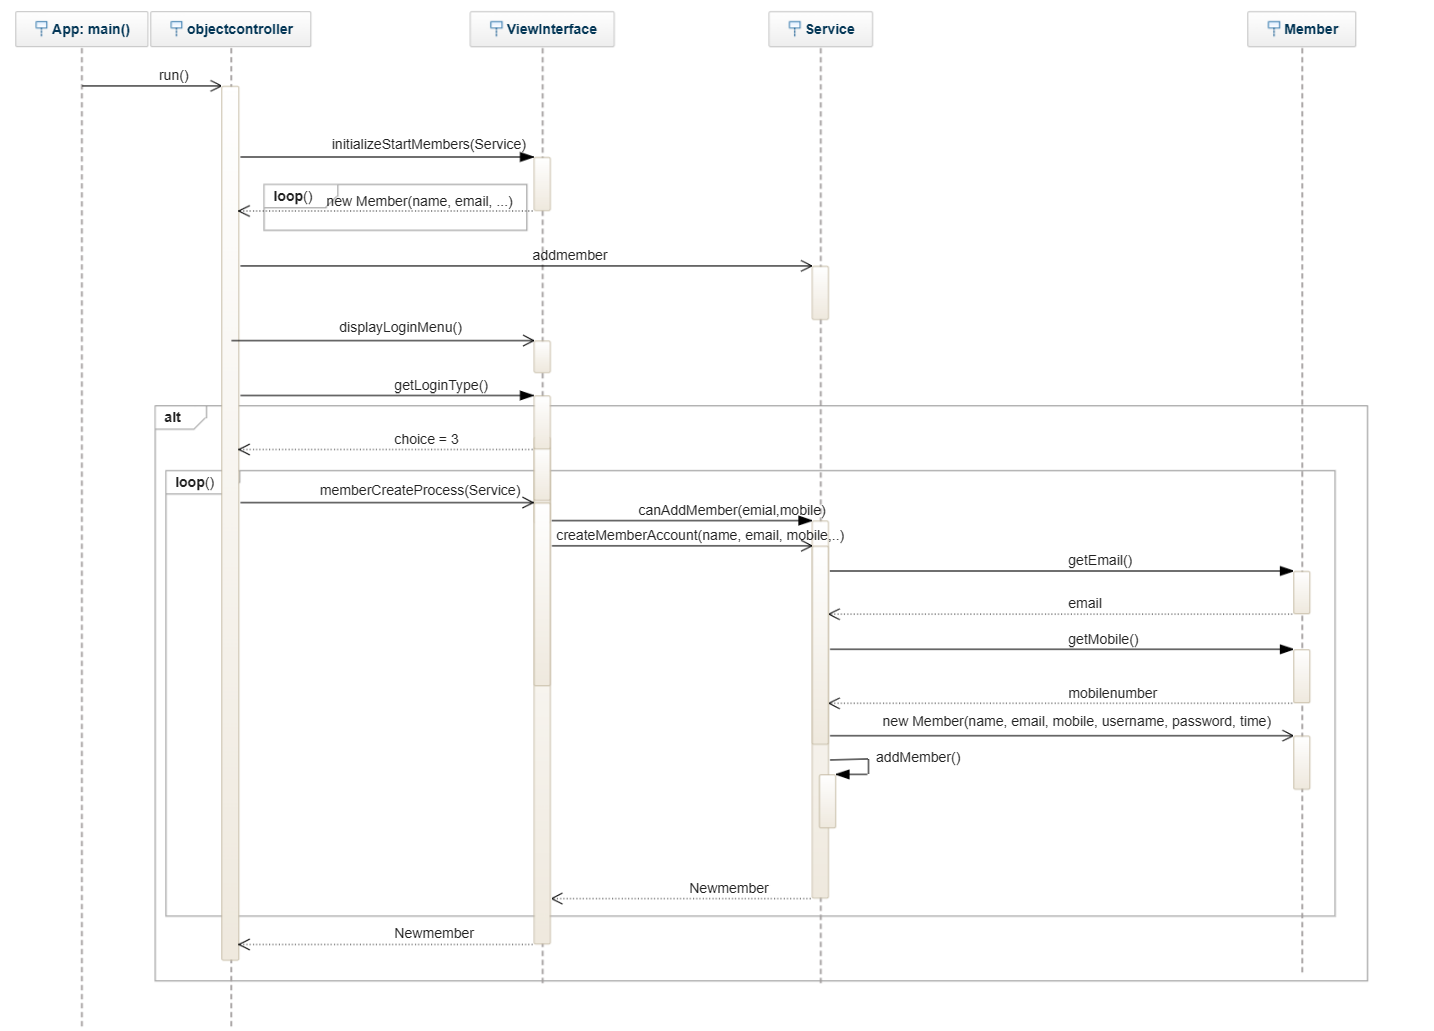 App: main()
objectcontroller
ViewInterface
Service
Member
run()
initializeStartMembers(Service)
loop()
new Member(name, email, ...)
addmember
displayLoginMenu()
getLoginType()
alt
choice = 3
loop()
memberCreateProcess(Service)
canAddMember(emial,mobile)
createMemberAccount(name, email, mobile,..)
getEmail()
email
getMobile()
mobilenumber
new Member(name, email, mobile, username, password, time)
addMember()
Newmember
Newmember